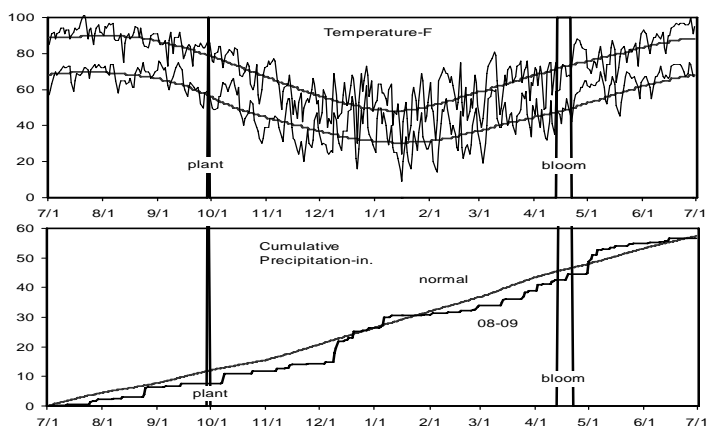 100
Temperature-F
80
60
40
20
plant
bloom
0
7/1 8/1 9/1 10/1 11/1 12/1 1/1 2/1 3/1 4/1 5/1 6/1 7/1
60
Cumulative
Precipitation-in.
50
normal
40
30
08-09
20
10
plant
bloom
0
7/1 8/1 9/1 10/1 11/1 12/1 1/1 2/1 3/1 4/1 5/1 6/1 7/1